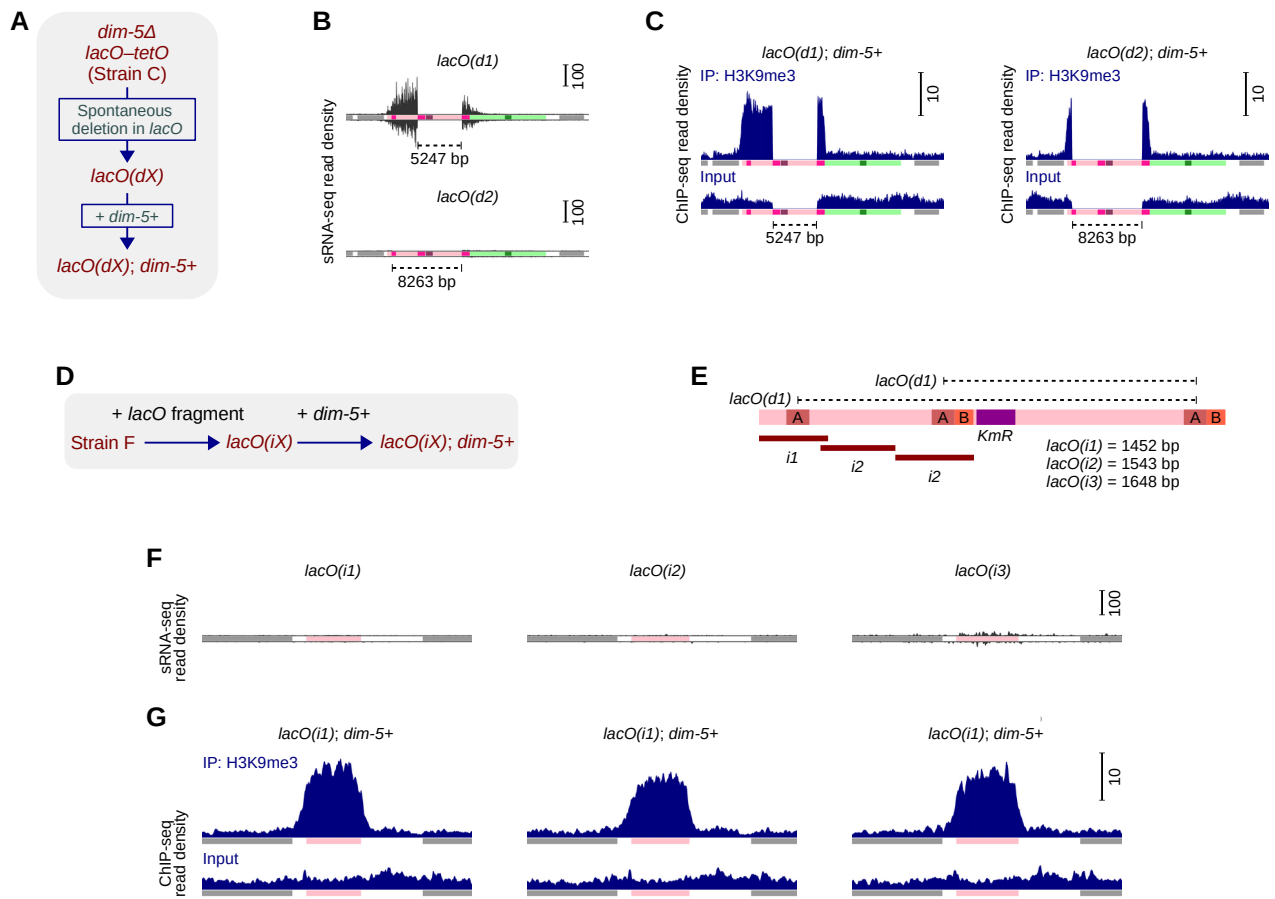 A
dim-5Δ
lacO–tetO
(Strain C)
Spontaneous
deletion in lacO
lacO(dX)
+ dim-5+
lacO(dX); dim-5+
B
sRNA-seq read density
lacO(d1)
100
5247 bp
lacO(d2)
100
8263 bp
C
ChIP-seq read density
lacO(d1); dim-5+
IP: H3K9me3
10
Input
5247 bp
ChIP-seq read density
lacO(d2); dim-5+
IP: H3K9me3
10
Input
8263 bp
D
+ lacO fragment + dim-5+
Strain F lacO(iX) lacO(iX); dim-5+
E
lacO(d1)
lacO(d1)
A A B A B
KmR
i1 i2 i2
lacO(i1) = 1452 bp
lacO(i2) = 1543 bp
lacO(i3) = 1648 bp
F
sRNA-seq
read density
lacO(i1) lacO(i2) lacO(i3)
100
G
ChIP-seq
read density
lacO(i1); dim-5+ lacO(i1); dim-5+ lacO(i1); dim-5+
IP: H3K9me3
10
Input